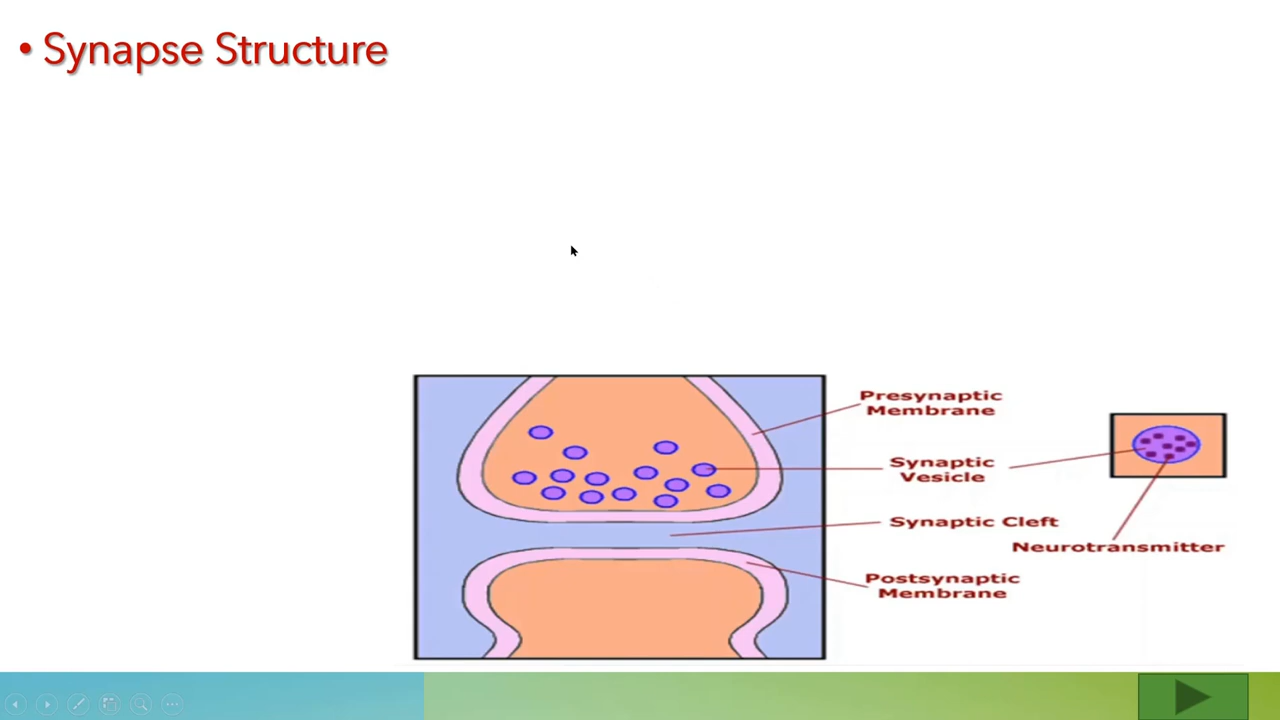 • Synapse Structure
Presynaptic
Membrane
Synaptic
Vesicle
Synaptic Cleft
Neurotransmitter
Postsynaptic
Membrane